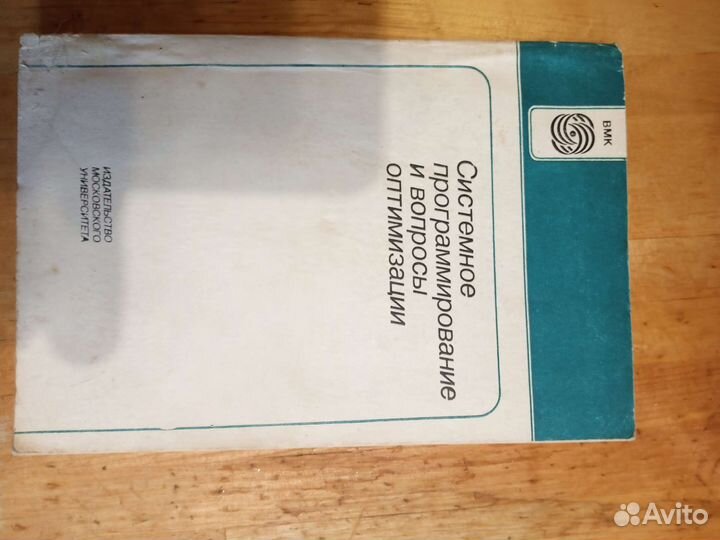 ВМК
Системное
программирование
и вопросы
оптимизации
ИЗДАТЕЛЬСТВО
МОСКОВСКОГО
УНИВЕРСИТЕТА
Avito